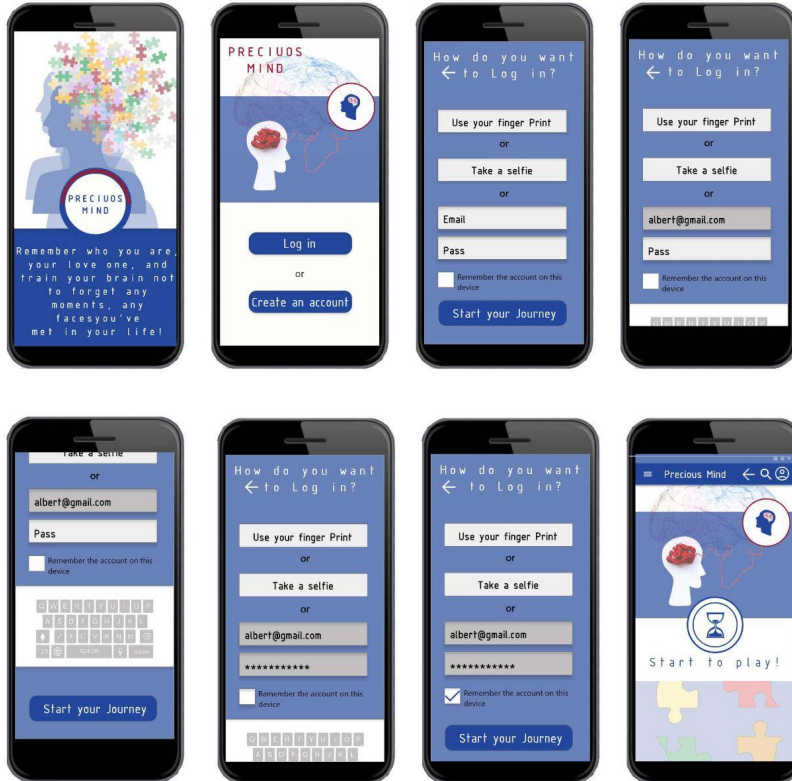 PRECIUOS
MIND
Remember who you are,
your love one, and
train your brain not
to forget any
moments, any
facesyou've
met in your life!
PRECIUOS
MIND
Log in
or
Create an account
How do you want
to Log in?
Use your finger Print
or
Take a selfie
or
Email
Pass
Remember the account on this
device
Start your Journey
How do you want
to Log in?
Use your finger Print
or
Take a selfie
or
albert@gmail.com
Pass
Remember the account on this
device
Q W E R T Y U I O P
Take a selfie
or
albert@gmail.com
Pass
Remember the account on this
device
Q W E R T Y U I O P
A S D F G H J K L
Z X C V B N M
123 space return
Start your Journey
How do you want
to Log in?
Use your finger Print
or
Take a selfie
or
albert@gmail.com
***********
Remember the account on this
device
Q W E R T Y U I O P
A S D F G H J K L
How do you want
to Log in?
Use your finger Print
or
Take a selfie
or
albert@gmail.com
***********
Remember the account on this
device
Start your Journey
Precious Mind
Start to play!